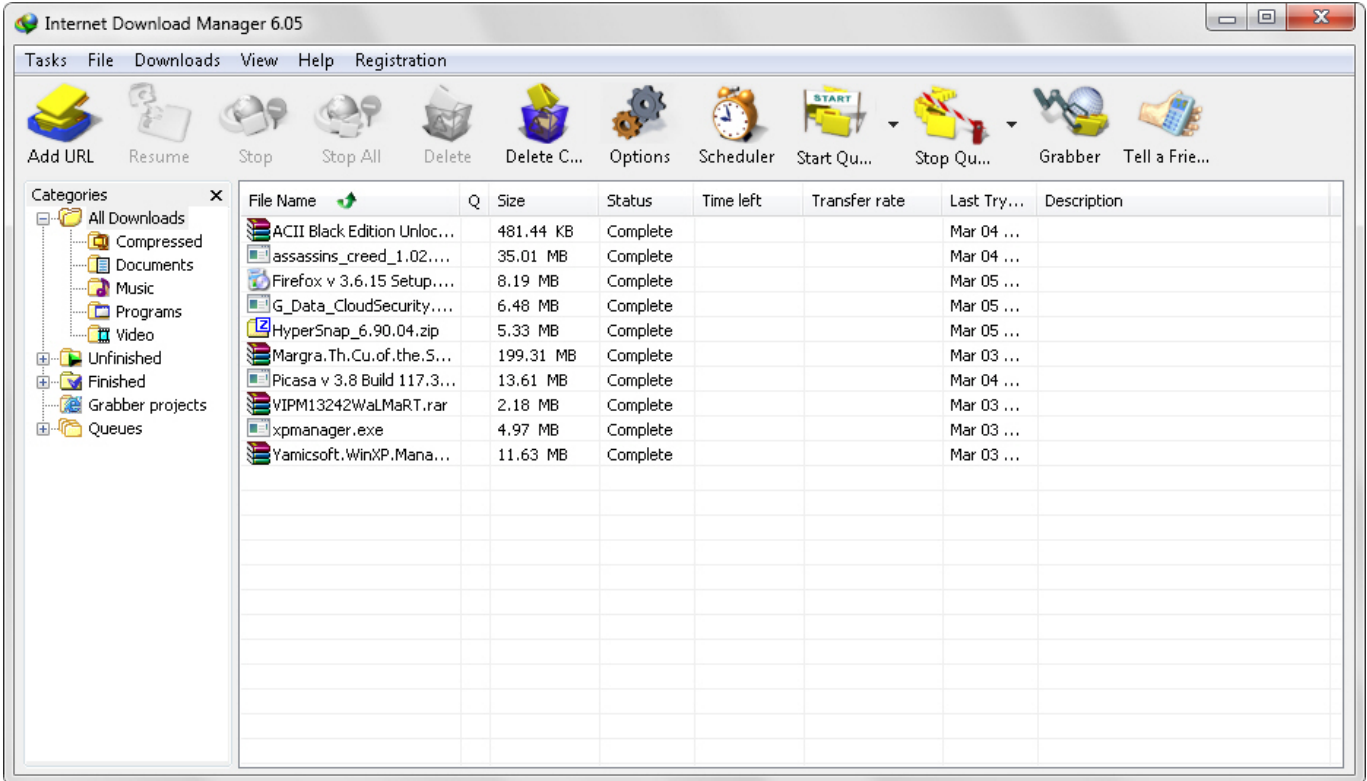 Internet Download Manager 6.05
Tasks File Downloads View Help Registration
Add URL Resume Stop Stop All Delete Delete C... Options Scheduler Start Qu... Stop Qu... Grabber Tell a Frie...
START
Categories
All Downloads
Compressed
Documents
Music
Programs
Video
Unfinished
Finished
Grabber projects
Queues
File Name Q Size Status Time left Transfer rate Last Try... Description
ACII Black Edition Unloc... 481.44 KB Complete Mar 04 ...
assassins_creed_1.02.... 35.01 MB Complete Mar 04 ...
Firefox v 3.6.15 Setup.... 8.19 MB Complete Mar 05 ...
G_Data_CloudSecurity.... 6.48 MB Complete Mar 05 ...
HyperSnap_6.90.04.zip 5.33 MB Complete Mar 05 ...
Margra.Th.Cu.of.the.S... 199.31 MB Complete Mar 03 ...
Picasa v 3.8 Build 117.3... 13.61 MB Complete Mar 04 ...
VIPM13242WaLMaRT.rar 2.18 MB Complete Mar 03 ...
xpmanager.exe 4.97 MB Complete Mar 03 ...
Yamicsoft.WinXP.Mana... 11.63 MB Complete Mar 03 ...